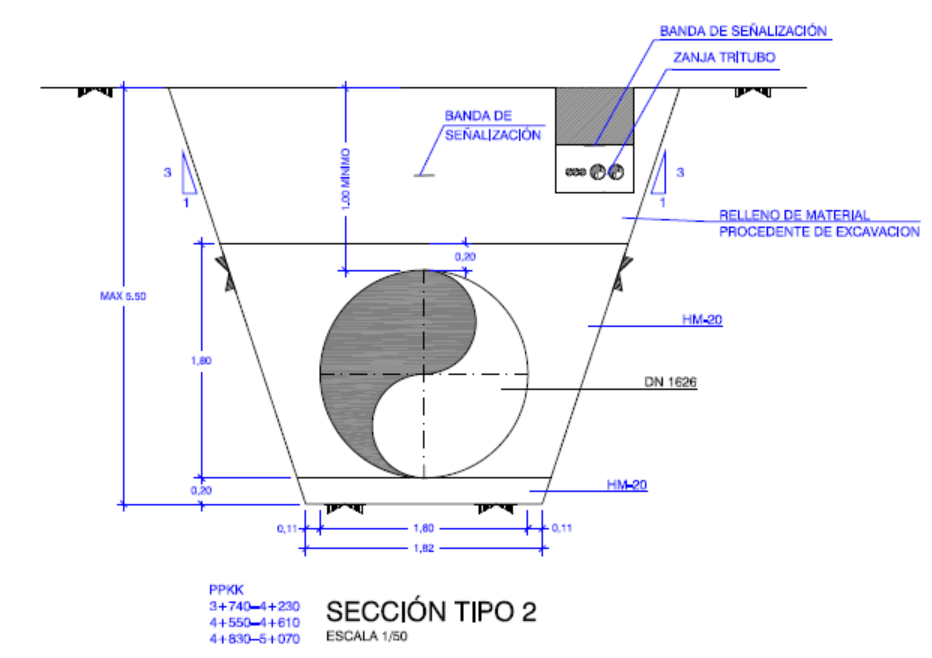 BANDA DE SEÑALIZACIÓN
ZANJA TRITUBO
BANDA DE
SEÑALIZACIÓN
3
1
1.00 MÍNIMO
3
1
RELLENO DE MATERIAL
PROCEDENTE DE EXCAVACION
0,20
MAX 5.50
HM-20
1,80
DN 1626
0,20
HM-20
0,11
1,60
0,11
1,82
PPKK
3+740—4+230
4+550—4+610
4+830—5+070
SECCIÓN TIPO 2
ESCALA 1/50